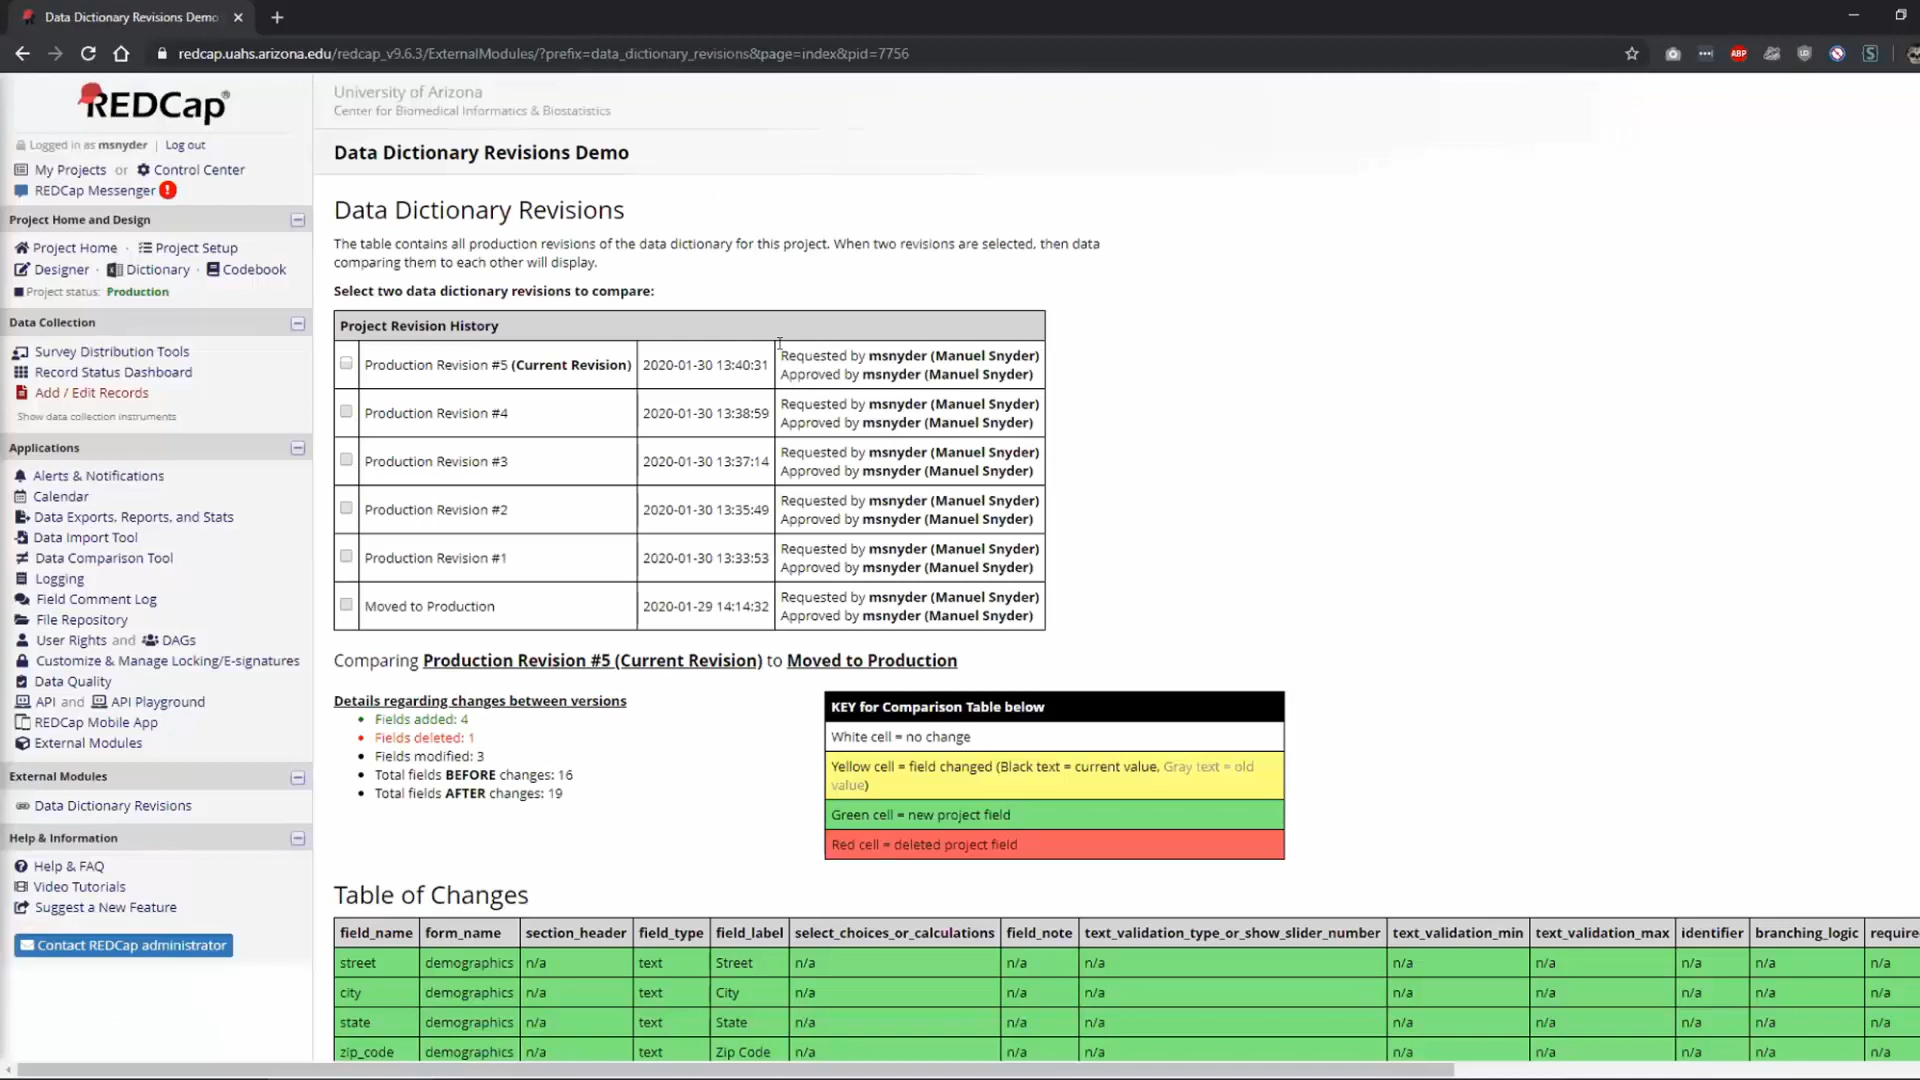 Data Dictionary Revisions Demo
redcap.uahs.arizona.edu/redcap_v9.6.3/ExternalModules/?prefix=data_dictionary_revisions&page=index&pid=7756
ABP
REDCap®
Logged in as msnyder | Log out
My Projects or Control Center
REDCap Messenger
Project Home and Design
Project Home · Project Setup
Designer · Dictionary · Codebook
Project status: Production
Data Collection
Survey Distribution Tools
Record Status Dashboard
Add / Edit Records
Show data collection instruments
Applications
Alerts & Notifications
Calendar
Data Exports, Reports, and Stats
Data Import Tool
Data Comparison Tool
Logging
Field Comment Log
File Repository
User Rights and DAGs
Customize & Manage Locking/E-signatures
Data Quality
API and API Playground
REDCap Mobile App
External Modules
External Modules
Data Dictionary Revisions
Help & Information
Help & FAQ
Video Tutorials
Suggest a New Feature
Contact REDCap administrator
University of Arizona
Center for Biomedical Informatics & Biostatistics
Data Dictionary Revisions Demo
Data Dictionary Revisions
The table contains all production revisions of the data dictionary for this project. When two revisions are selected, then data
comparing them to each other will display.
Select two data dictionary revisions to compare:
Project Revision History
Production Revision #5 (Current Revision) 2020-01-30 13:40:31 Requested by msnyder (Manuel Snyder)
Approved by msnyder (Manuel Snyder)
Production Revision #4 2020-01-30 13:38:59 Requested by msnyder (Manuel Snyder)
Approved by msnyder (Manuel Snyder)
Production Revision #3 2020-01-30 13:37:14 Requested by msnyder (Manuel Snyder)
Approved by msnyder (Manuel Snyder)
Production Revision #2 2020-01-30 13:35:49 Requested by msnyder (Manuel Snyder)
Approved by msnyder (Manuel Snyder)
Production Revision #1 2020-01-30 13:33:53 Requested by msnyder (Manuel Snyder)
Approved by msnyder (Manuel Snyder)
Moved to Production 2020-01-29 14:14:32 Requested by msnyder (Manuel Snyder)
Approved by msnyder (Manuel Snyder)
Comparing Production Revision #5 (Current Revision) to Moved to Production
Details regarding changes between versions
• Fields added: 4
• Fields deleted: 1
• Fields modified: 3
• Total fields BEFORE changes: 16
• Total fields AFTER changes: 19
KEY for Comparison Table below
White cell = no change
Yellow cell = field changed (Black text = current value, Gray text = old
value)
Green cell = new project field
Red cell = deleted project field
Table of Changes
field_name form_name section_header field_type field_label select_choices_or_calculations field_note text_validation_type_or_show_slider_number text_validation_min text_validation_max identifier branching_logic require
street demographics n/a text Street n/a n/a n/a n/a n/a n/a n/a n/a
city demographics n/a text City n/a n/a n/a n/a n/a n/a n/a n/a
state demographics n/a text State n/a n/a n/a n/a n/a n/a n/a n/a
zip_code demographics n/a text Zip Code n/a n/a n/a n/a n/a n/a n/a n/a